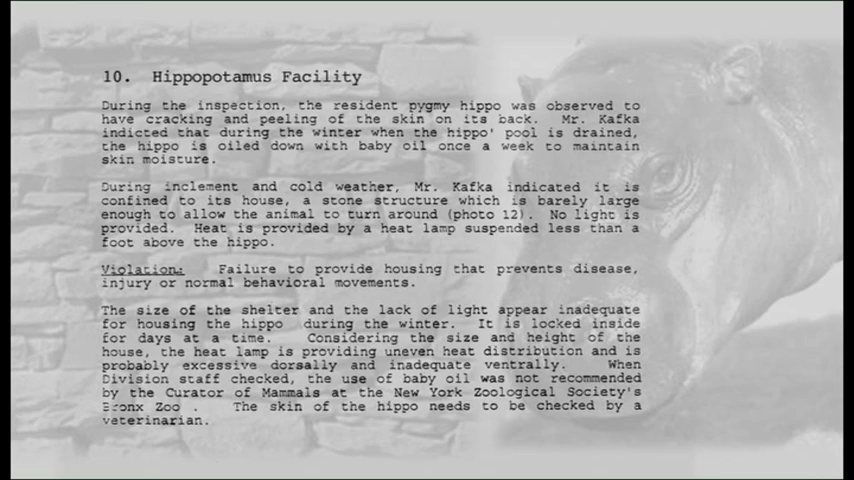 10.  Hippopotamus Facility
During the inspection, the resident pygmy hippo was observed to
have cracking and peeling of the skin on its back.  Mr. Kafka
indicted that during the winter when the hippo' pool is drained,
the hippo is oiled down with baby oil once a week to maintain
skin moisture.
During inclement and cold weather, Mr. Kafka indicated it is
confined to its house, a stone structure which is barely large
enough to allow the animal to turn around (photo 12).  No light is
provided.  Heat is provided by a heat lamp suspended less than a
foot above the hippo.
Violation:   Failure to provide housing that prevents disease,
injury or normal behavioral movements.
The size of the shelter and the lack of light appear inadequate
for housing the hippo  during the winter.  It is locked inside
for days at a time.   Considering the size and height of the
house, the heat lamp is providing uneven heat distribution and is
probably excessive dorsally and inadequate ventrally.   When
Division staff checked, the use of baby oil was not recommended
by the Curator of Mammals at the New York Zoological Society's
Bronx Zoo .   The skin of the hippo needs to be checked by a
veterinarian.